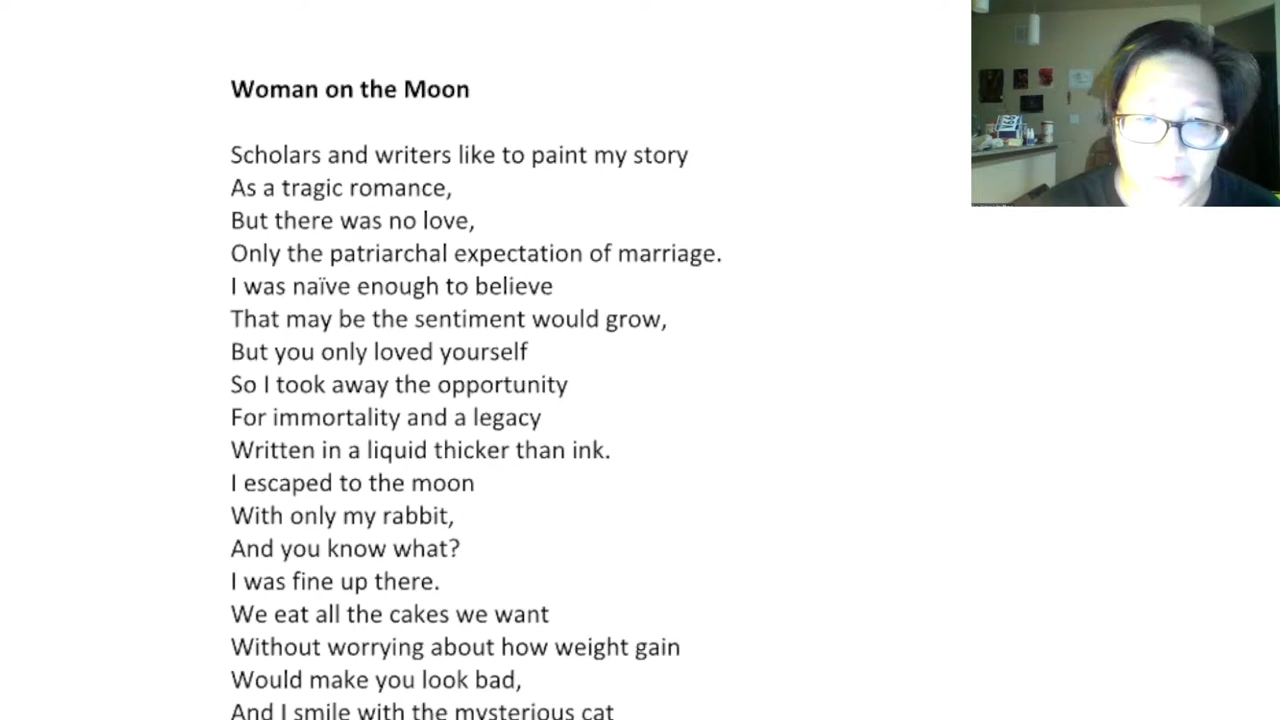 Woman on the Moon
Scholars and writers like to paint my story
As a tragic romance,
But there was no love,
Only the patriarchal expectation of marriage.
I was naïve enough to believe
That may be the sentiment would grow,
But you only loved yourself
So I took away the opportunity
For immortality and a legacy
Written in a liquid thicker than ink.
I escaped to the moon
With only my rabbit,
And you know what?
I was fine up there.
We eat all the cakes we want
Without worrying about how weight gain
Would make you look bad,
And I smile with the mysterious cat